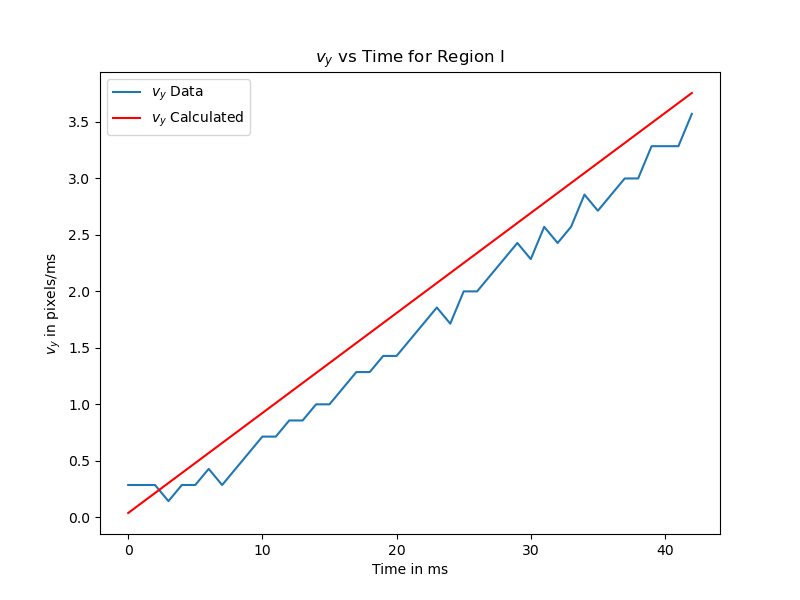 v_y vs Time for Region I
v_y Data
v_y Calculated
3.5
3.0
2.5
2.0
1.5
1.0
0.5
0.0
v_y in pixels/ms
0 10 20 30 40
Time in ms